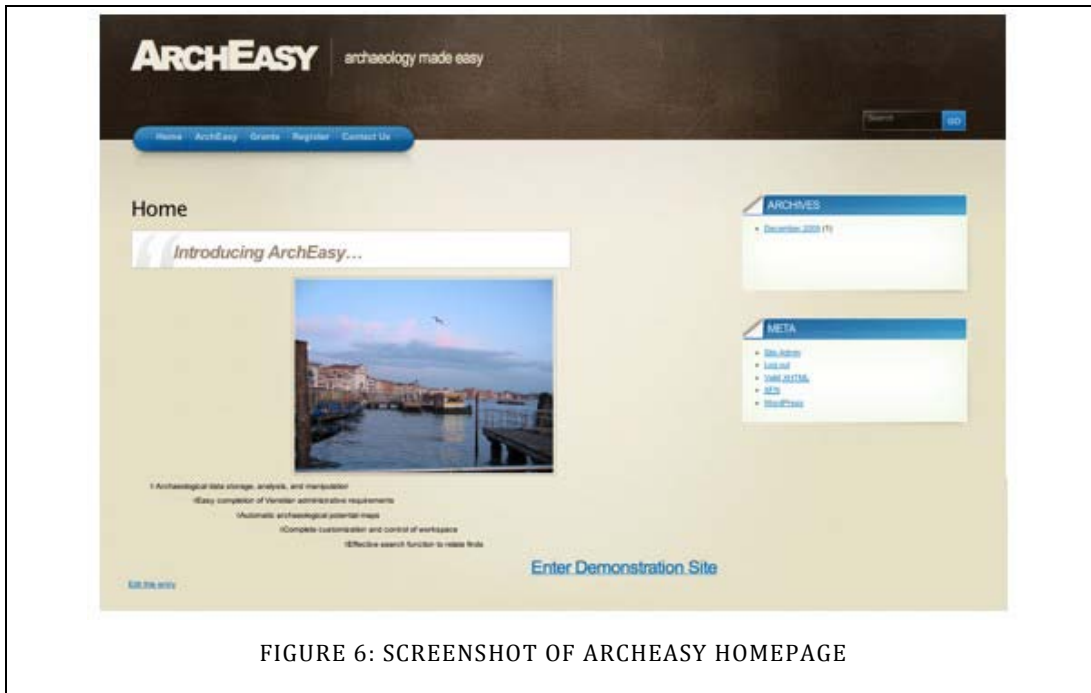 ARCHEASY
archaeology made easy
Search GO
Home ArchEasy Grants Register Contact Us
Home
“ Introducing ArchEasy…
Archaeological data storage, analysis, and manipulation
Easy completion of Venetian administrative requirements
Automatic archaeological potential maps
Complete customization and control of workspace
Effective search function to relate finds
Enter Demonstration Site
Edit this entry
ARCHIVES
December 2009 (1)
META
Site Admin
Log out
Valid XHTML
XFN
WordPress
FIGURE 6: SCREENSHOT OF ARCHEASY HOMEPAGE